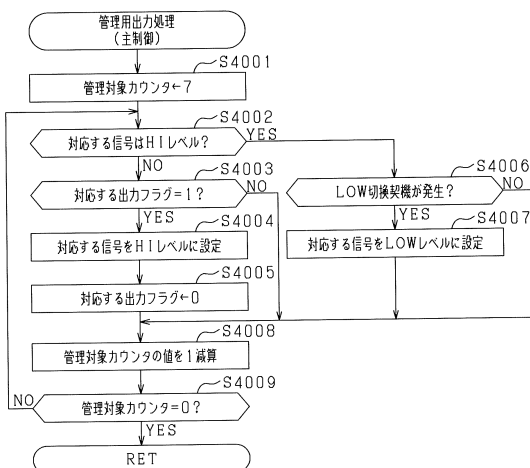 管理用出力処理
(主制御)
S4001
管理対象カウンタ←7
S4002
対応する信号はHIレベル?
YES
NO
S4003
対応する出力フラグ=1?
NO
YES
S4004
対応する信号をHIレベルに設定
S4005
対応する出力フラグ←0
S4006
LOW切換契機が発生?
NO
YES
S4007
対応する信号をLOWレベルに設定
S4008
管理対象カウンタの値を1減算
S4009
管理対象カウンタ=0?
NO
YES
RET